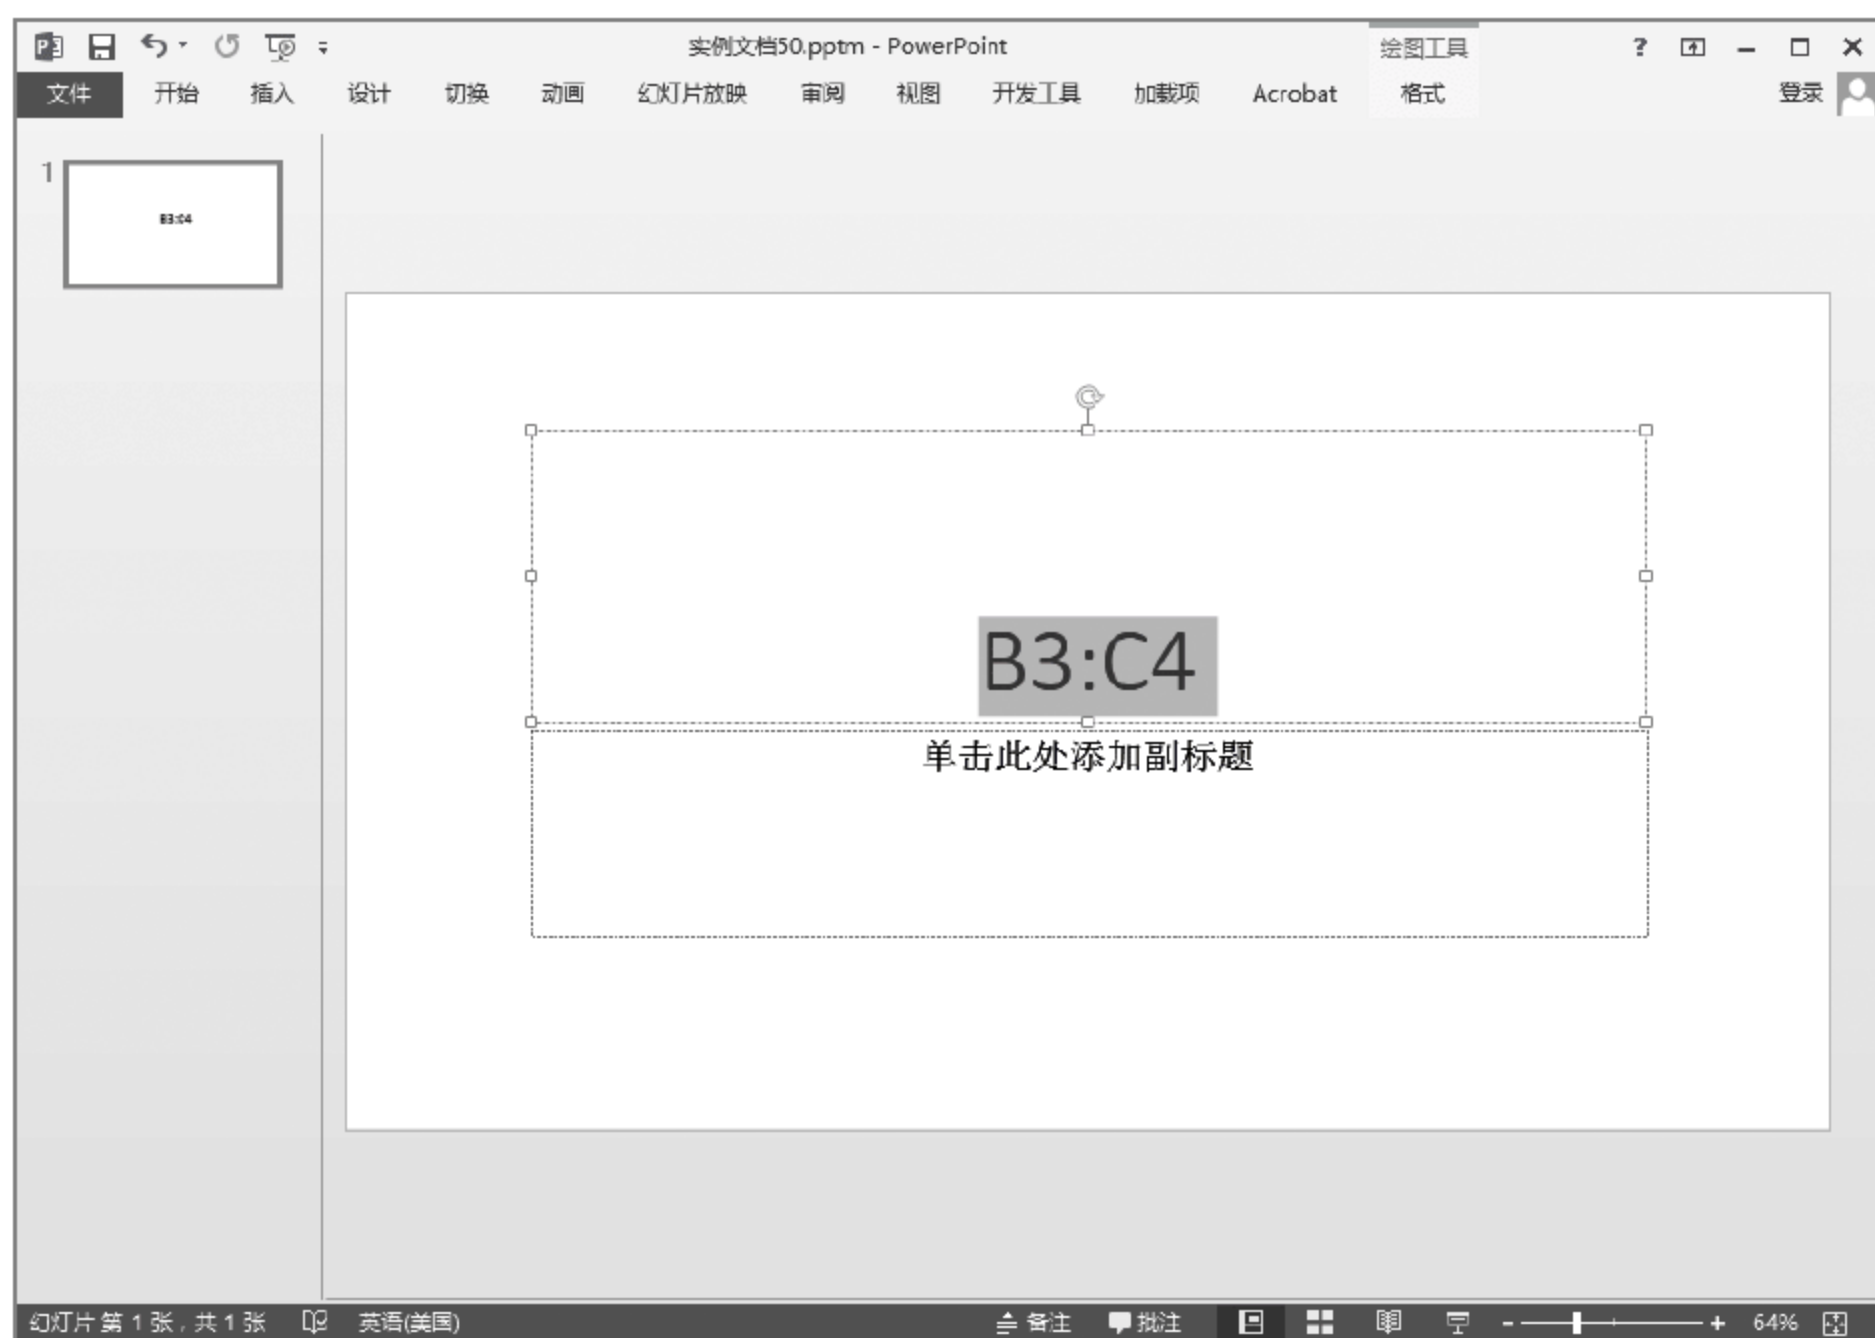 实例文档50.pptm - PowerPoint
绘图工具
文件 开始 插入 设计 切换 动画 幻灯片放映 审阅 视图 开发工具 加载项 Acrobat 格式 登录
1
B3:C4
B3:C4
单击此处添加副标题
幻灯片 第 1 张，共 1 张 英语(美国) 备注 批注 64%